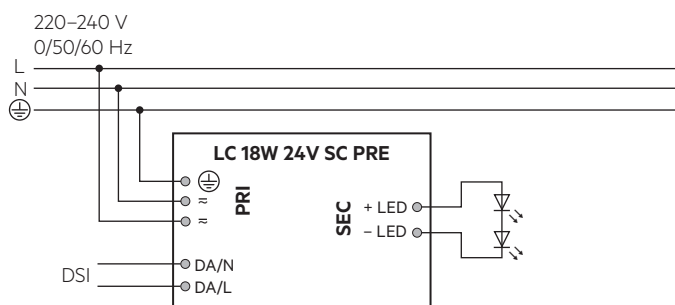 220–240 V
0/50/60 Hz
L
N
LC 18W 24V SC PRE
PRI
≂
≂
SEC
+ LED
– LED
DSI
DA/N
DA/L